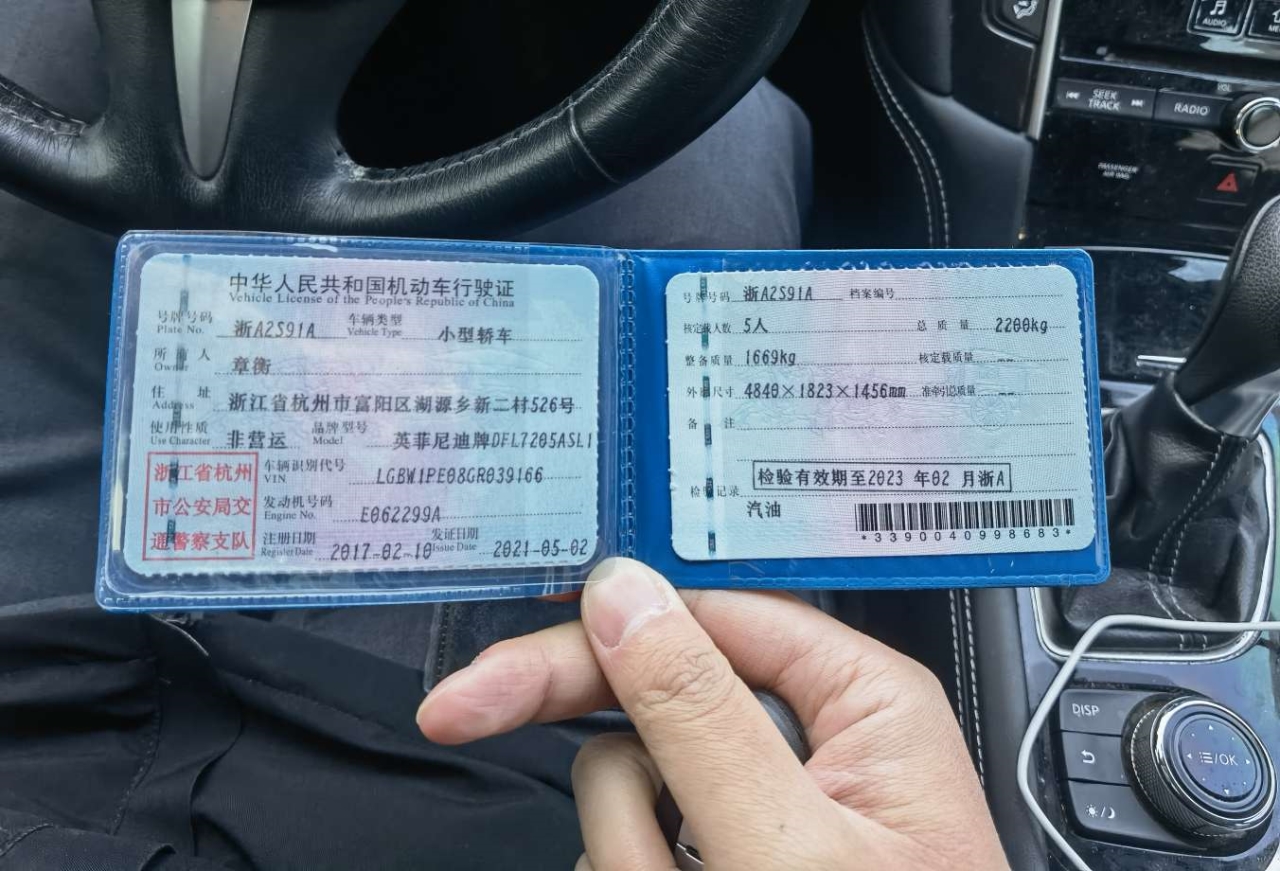 AUDIO
SEEK
TRACK
RADIO
VOL
PASSENGER
AIR BAG
中华人民共和国机动车行驶证
Vehicle License of the People's Republic of China
号牌号码 浙A2S91A 车辆类型 小型轿车
Plate No. Vehicle Type
所有人 章衡
Owner
住址 浙江省杭州市富阳区湖源乡新二村526号
Address
使用性质 非营运 品牌型号 英菲尼迪牌DFL7205ASL1
Use Character Model
浙江省杭州
市公安局交
通警察支队
车辆识别代号 LGBW1PE08GR039166
VIN
发动机号码 E062299A
Engine No.
注册日期 2017-02-10 发证日期 2021-05-02
Register Date Issue Date
号牌号码 浙A2S91A 档案编号
核定载人数 5人 总质量 2200kg
整备质量 1669kg 核定载质量 --
外廓尺寸 4840×1823×1456mm 准牵引总质量 --
备注
检验有效期至2023 年02 月浙A
检验记录
汽油
*3390040998683*
DISP
OK